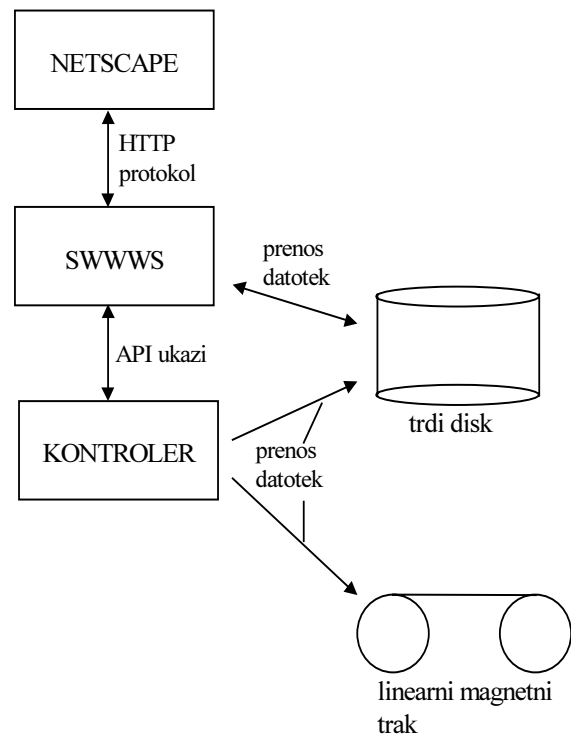 NETSCAPE
HTTP
protokol
SWWWS
prenos
datotek
API ukazi
trdi disk
KONTROLER
prenos
datotek
linearni magnetni
trak